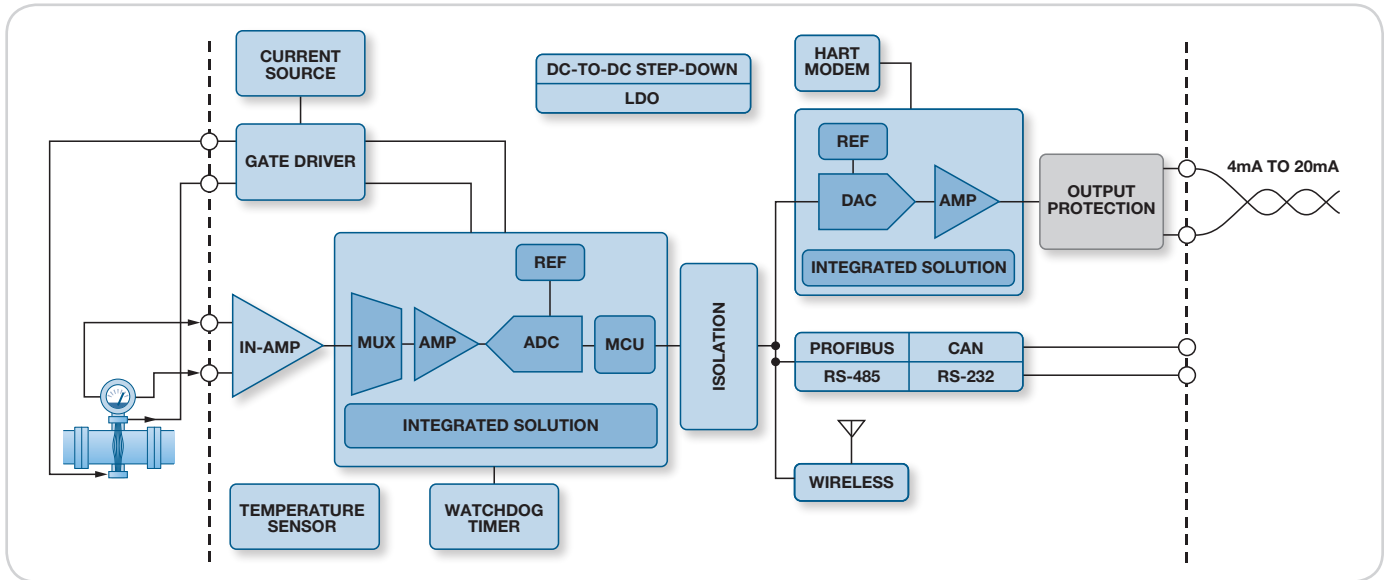 CURRENT
SOURCE
DC-TO-DC STEP-DOWN
LDO
HART
MODEM
GATE DRIVER
REF
DAC
AMP
INTEGRATED SOLUTION
OUTPUT
PROTECTION
4mA TO 20mA
IN-AMP
REF
MUX
AMP
ADC
MCU
INTEGRATED SOLUTION
ISOLATION
PROFIBUS
CAN
RS-485
RS-232
WIRELESS
TEMPERATURE
SENSOR
WATCHDOG
TIMER